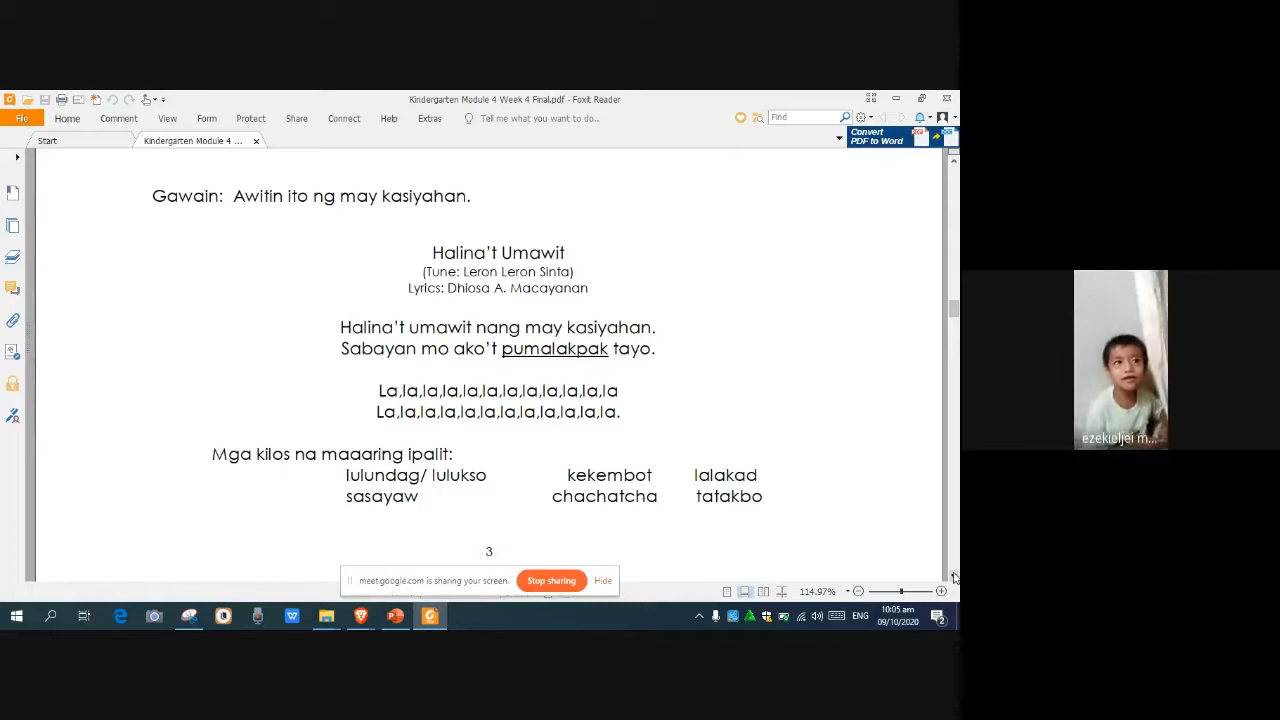 Kindergarten Module 4 Week 4 Final.pdf - Foxit Reader
File Home Comment View Form Protect Share Connect Help Extras Tell me what you want to do.. Find
Start Kindergarten Module 4 ... Convert PDF to Word
Gawain: Awitin ito ng may kasiyahan.
Halina't Umawit
(Tune: Leron Leron Sinta)
Lyrics: Dhiosa A. Macayanan
Halina't umawit nang may kasiyahan.
Sabayan mo ako't pumalakpak tayo.
La,la,la,la,la,la,la,la,la,la,la,la
La,la,la,la,la,la,la,la,la,la,la,la.
Mga kilos na maaaring ipalit:
lulundag/ lulukso kekembot lalakad
sasayaw chachatcha tatakbo
3
meet.google.com is sharing your screen. Stop sharing Hide
114.97%
ENG 10:05 am
09/10/2020
2
ezekieljei m...